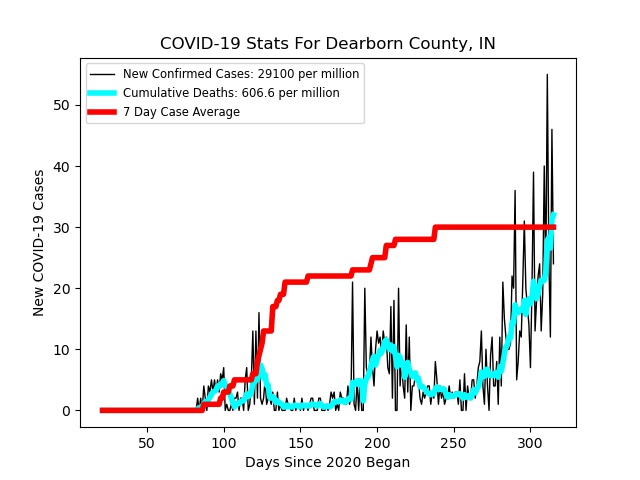 COVID-19 Stats For Dearborn County, IN
New Confirmed Cases: 29100 per million
Cumulative Deaths: 606.6 per million
7 Day Case Average
New COVID-19 Cases
50
40
30
20
10
0
50 100 150 200 250 300
Days Since 2020 Began